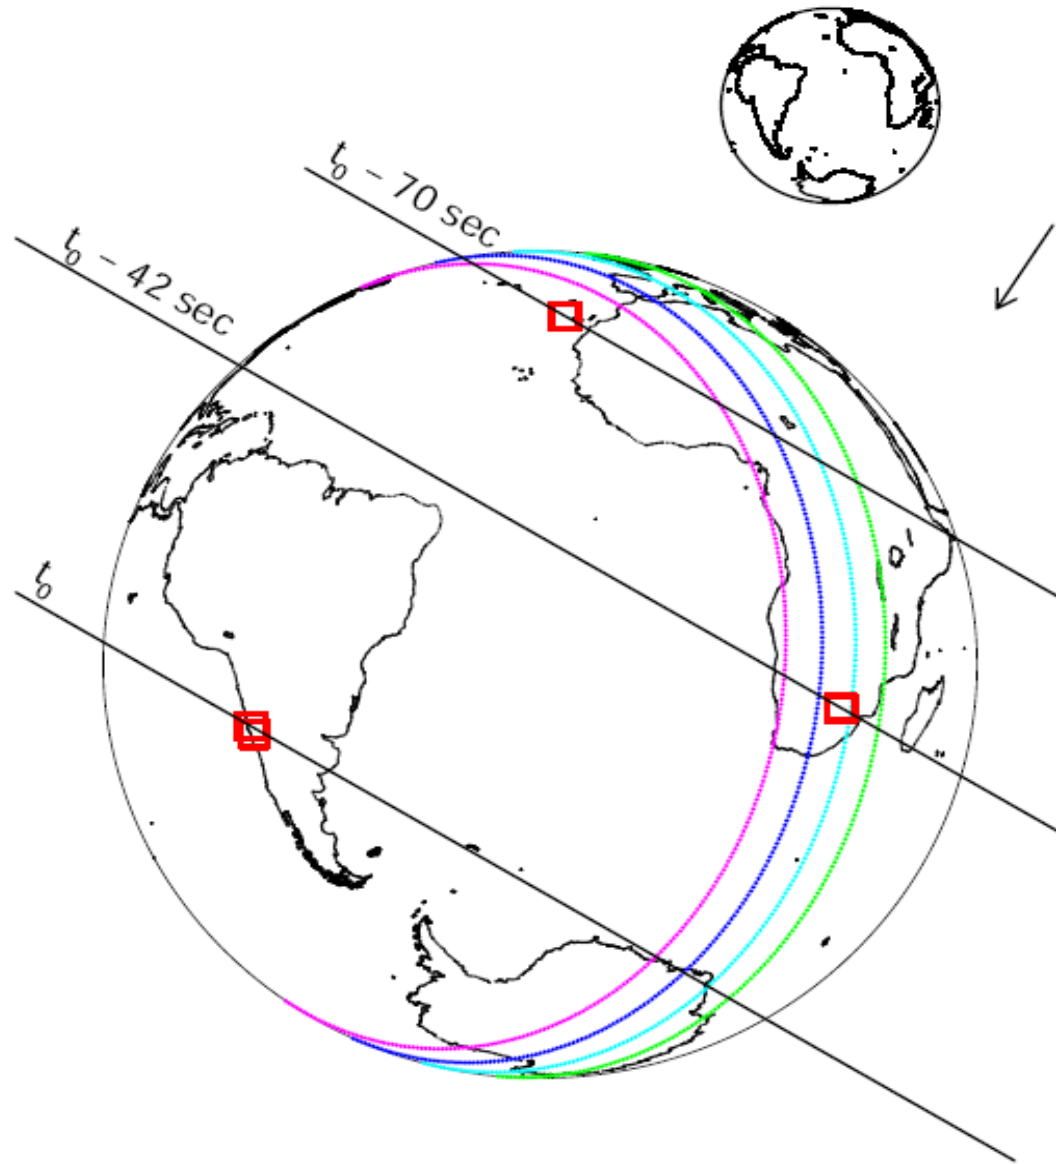 t₀ – 70 sec
t₀ – 42 sec
t₀